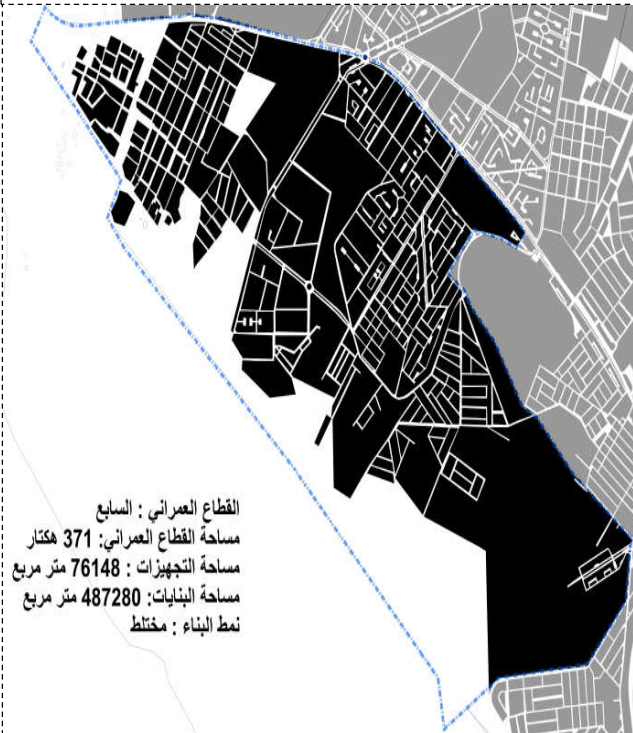 القطاع العمراني : السابع
مساحة القطاع العمراني: 371 هكتار
مساحة التجهيزات : 76148 متر مربع
مساحة البنايات: 487280 متر مربع
نمط البناء : مختلط